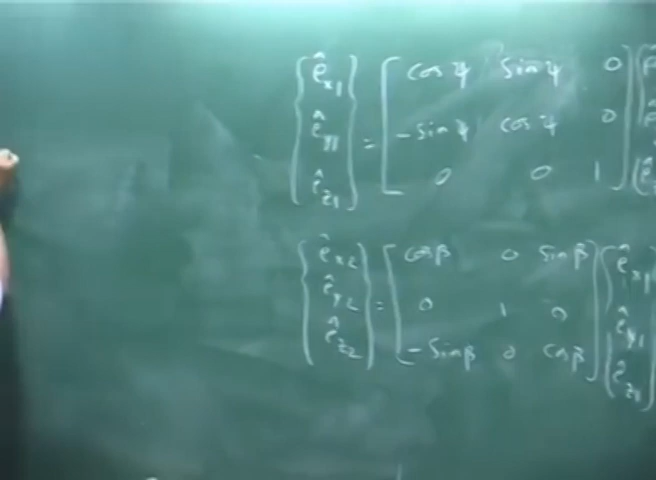 {ê_x1} = [cos ψ sin ψ 0] {ê
{ê_y1} = [-sin ψ cos ψ 0] {ê
{ê_z1} = [0 0 1] {ê_z
{ê_x2} = [cos β 0 sin β] {ê_x1
{ê_y2} = [0 1 0] {ê_y1
{ê_z2} = [-sin β 0 cos β] {ê_z1